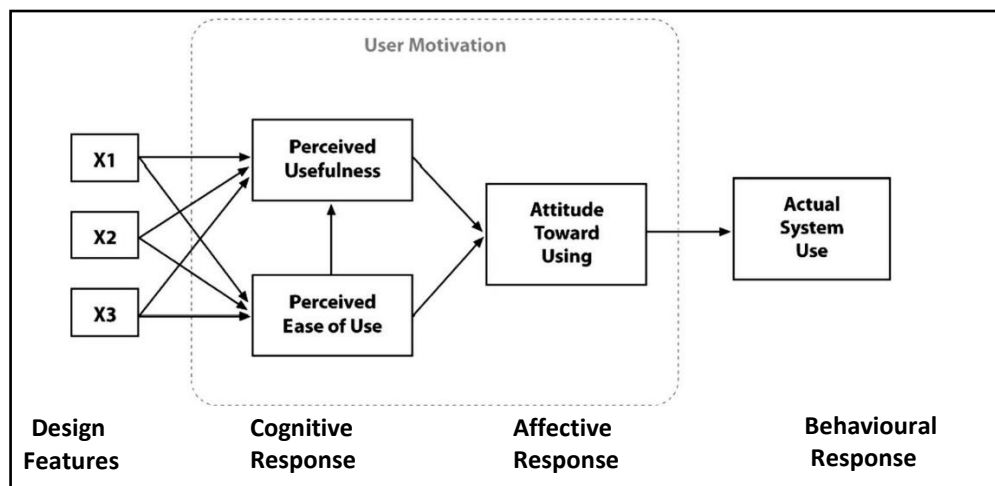 User Motivation
X1
X2
X3
Perceived
Usefulness
Perceived
Ease of Use
Attitude
Toward
Using
Actual
System
Use
Design
Features
Cognitive
Response
Affective
Response
Behavioural
Response